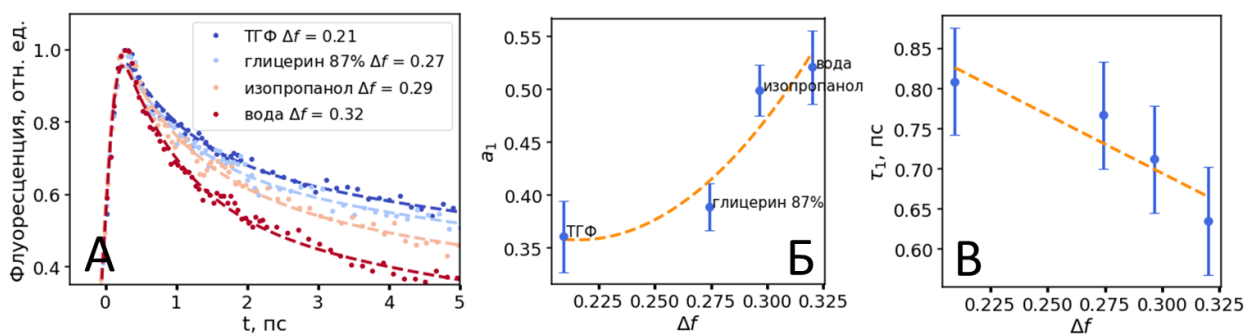 Флуоресценция, отн. ед.
1.0
0.8
0.6
0.4
ТГФ Δf = 0.21
глицерин 87% Δf = 0.27
изопропанол Δf = 0.29
вода Δf = 0.32
А
0 1 2 3 4 5
t, пс
a₁
0.55
0.50
0.45
0.40
0.35
вода
изопропанол
глицерин 87%
ТГФ
Б
0.225 0.250 0.275 0.300 0.325
Δf
τ₁, пс
0.85
0.80
0.75
0.70
0.65
0.60
В
0.225 0.250 0.275 0.300 0.325
Δf